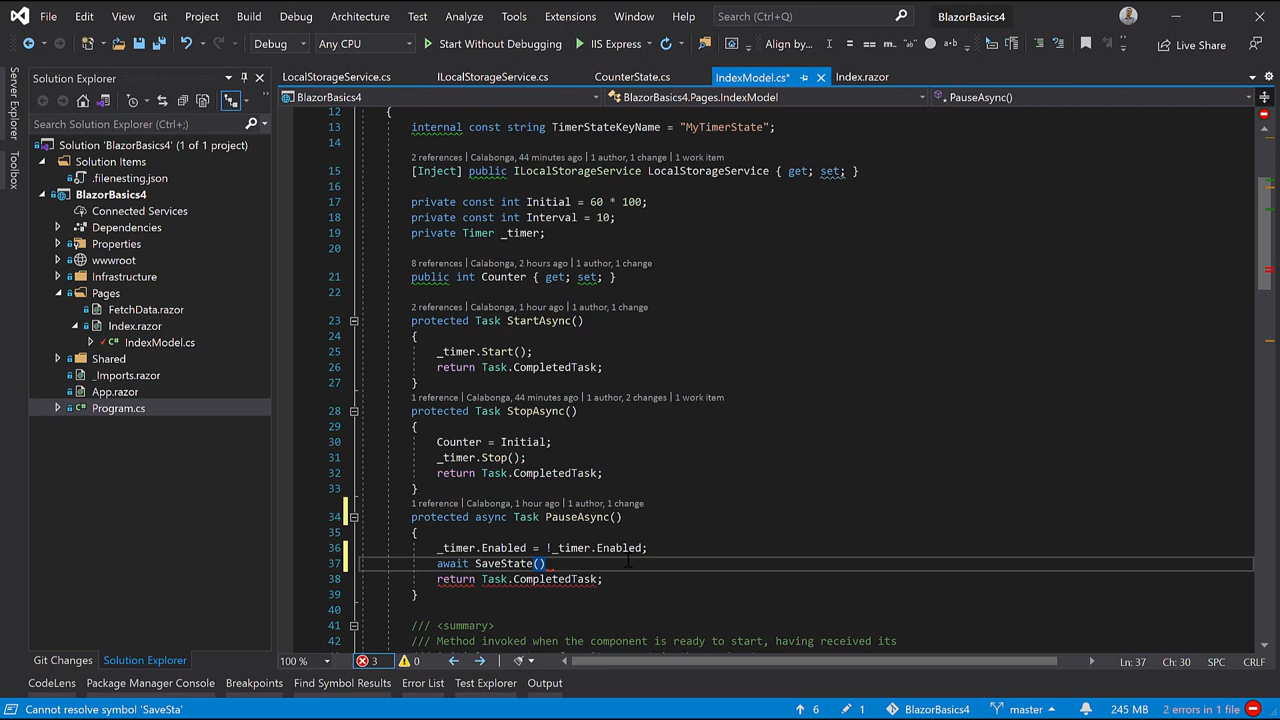 File Edit View Git Project Build Debug Architecture Test Analyze Tools Extensions Window Help Search (Ctrl+Q) BlazorBasics4
Debug Any CPU Start Without Debugging IIS Express Align by... Live Share
Solution Explorer LocalStorageService.cs ILocalStorageService.cs CounterState.cs IndexModel.cs* Index.razor
BlazorBasics4 BlazorBasics4.Pages.IndexModel PauseAsync()
Server Explorer
Toolbox
Search Solution Explorer (Ctrl+;)
Solution 'BlazorBasics4' (1 of 1 project)
Solution Items
.filenesting.json
BlazorBasics4
Connected Services
Dependencies
Properties
wwwroot
Infrastructure
Pages
FetchData.razor
Index.razor
IndexModel.cs
Shared
_Imports.razor
App.razor
Program.cs
12 {
13 internal const string TimerStateKeyName = "MyTimerState";
14
2 references | Calabonga, 44 minutes ago | 1 author, 1 change | 1 work item
15 [Inject] public ILocalStorageService LocalStorageService { get; set; }
16
17 private const int Initial = 60 * 100;
18 private const int Interval = 10;
19 private Timer _timer;
20
8 references | Calabonga, 2 hours ago | 1 author, 1 change
21 public int Counter { get; set; }
22
2 references | Calabonga, 1 hour ago | 1 author, 1 change
23 protected Task StartAsync()
24 {
25 _timer.Start();
26 return Task.CompletedTask;
27 }
1 reference | Calabonga, 44 minutes ago | 1 author, 2 changes | 1 work item
28 protected Task StopAsync()
29 {
30 Counter = Initial;
31 _timer.Stop();
32 return Task.CompletedTask;
33 }
1 reference | Calabonga, 1 hour ago | 1 author, 1 change
34 protected async Task PauseAsync()
35 {
36 _timer.Enabled = !_timer.Enabled;
37 await SaveState()
38 return Task.CompletedTask;
39 }
40
41 /// <summary>
42 /// Method invoked when the component is ready to start, having received its
Git Changes Solution Explorer 100 % 3 0 Ln: 37 Ch: 30 SPC CRLF
CodeLens Package Manager Console Breakpoints Find Symbol Results Error List Test Explorer Output
Cannot resolve symbol 'SaveSta' 6 1 BlazorBasics4 master 245 MB 2 errors in 1 file